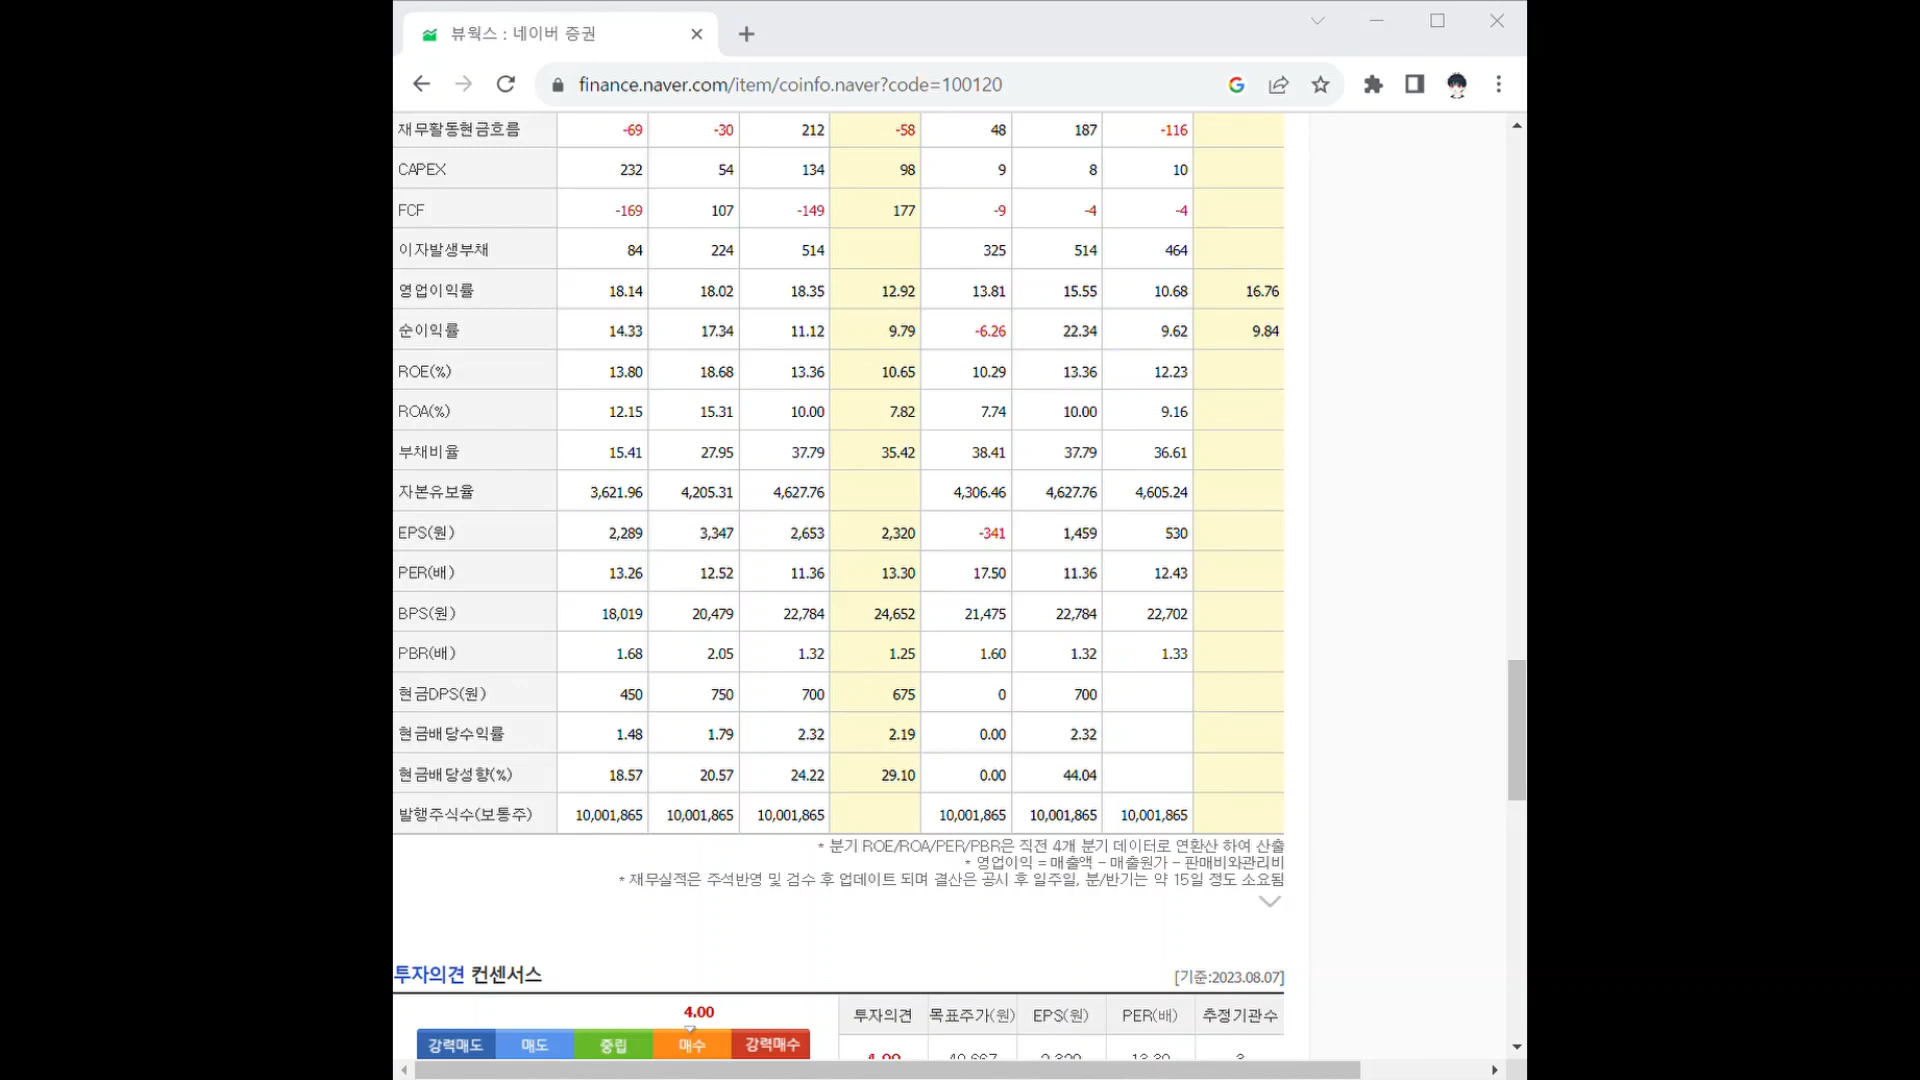 뷰웍스 : 네이버 증권
finance.naver.com/item/coinfo.naver?code=100120
재무활동현금흐름 -69 -30 212 -58 48 187 -116
CAPEX 232 54 134 98 9 8 10
FCF -169 107 -149 177 -9 -4 -4
이자발생부채 84 224 514 325 514 464
영업이익률 18.14 18.02 18.35 12.92 13.81 15.55 10.68 16.76
순이익률 14.33 17.34 11.12 9.79 -6.26 22.34 9.62 9.84
ROE(%) 13.80 18.68 13.36 10.65 10.29 13.36 12.23
ROA(%) 12.15 15.31 10.00 7.82 7.74 10.00 9.16
부채비율 15.41 27.95 37.79 35.42 38.41 37.79 36.61
자본유보율 3,621.96 4,205.31 4,627.76 4,306.46 4,627.76 4,605.24
EPS(원) 2,289 3,347 2,653 2,320 -341 1,459 530
PER(배) 13.26 12.52 11.36 13.30 17.50 11.36 12.43
BPS(원) 18,019 20,479 22,784 24,652 21,475 22,784 22,702
PBR(배) 1.68 2.05 1.32 1.25 1.60 1.32 1.33
현금DPS(원) 450 750 700 675 0 700
현금배당수익률 1.48 1.79 2.32 2.19 0.00 2.32
현금배당성향(%) 18.57 20.57 24.22 29.10 0.00 44.04
발행주식수(보통주) 10,001,865 10,001,865 10,001,865 10,001,865 10,001,865 10,001,865
* 분기 ROE/ROA/PER/PBR은 직전 4개 분기 데이터로 연환산 하여 산출
* 영업이익 = 매출액 - 매출원가 - 판매비와관리비
* 재무실적은 주석반영 및 검수 후 업데이트 되며 결산은 공시 후 일주일, 분/반기는 약 15일 정도 소요됨
투자의견 컨센서스 [기준:2023.08.07]
4.00
투자의견 목표주가(원) EPS(원) PER(배) 추정기관수
강력매도 매도 중립 매수 강력매수